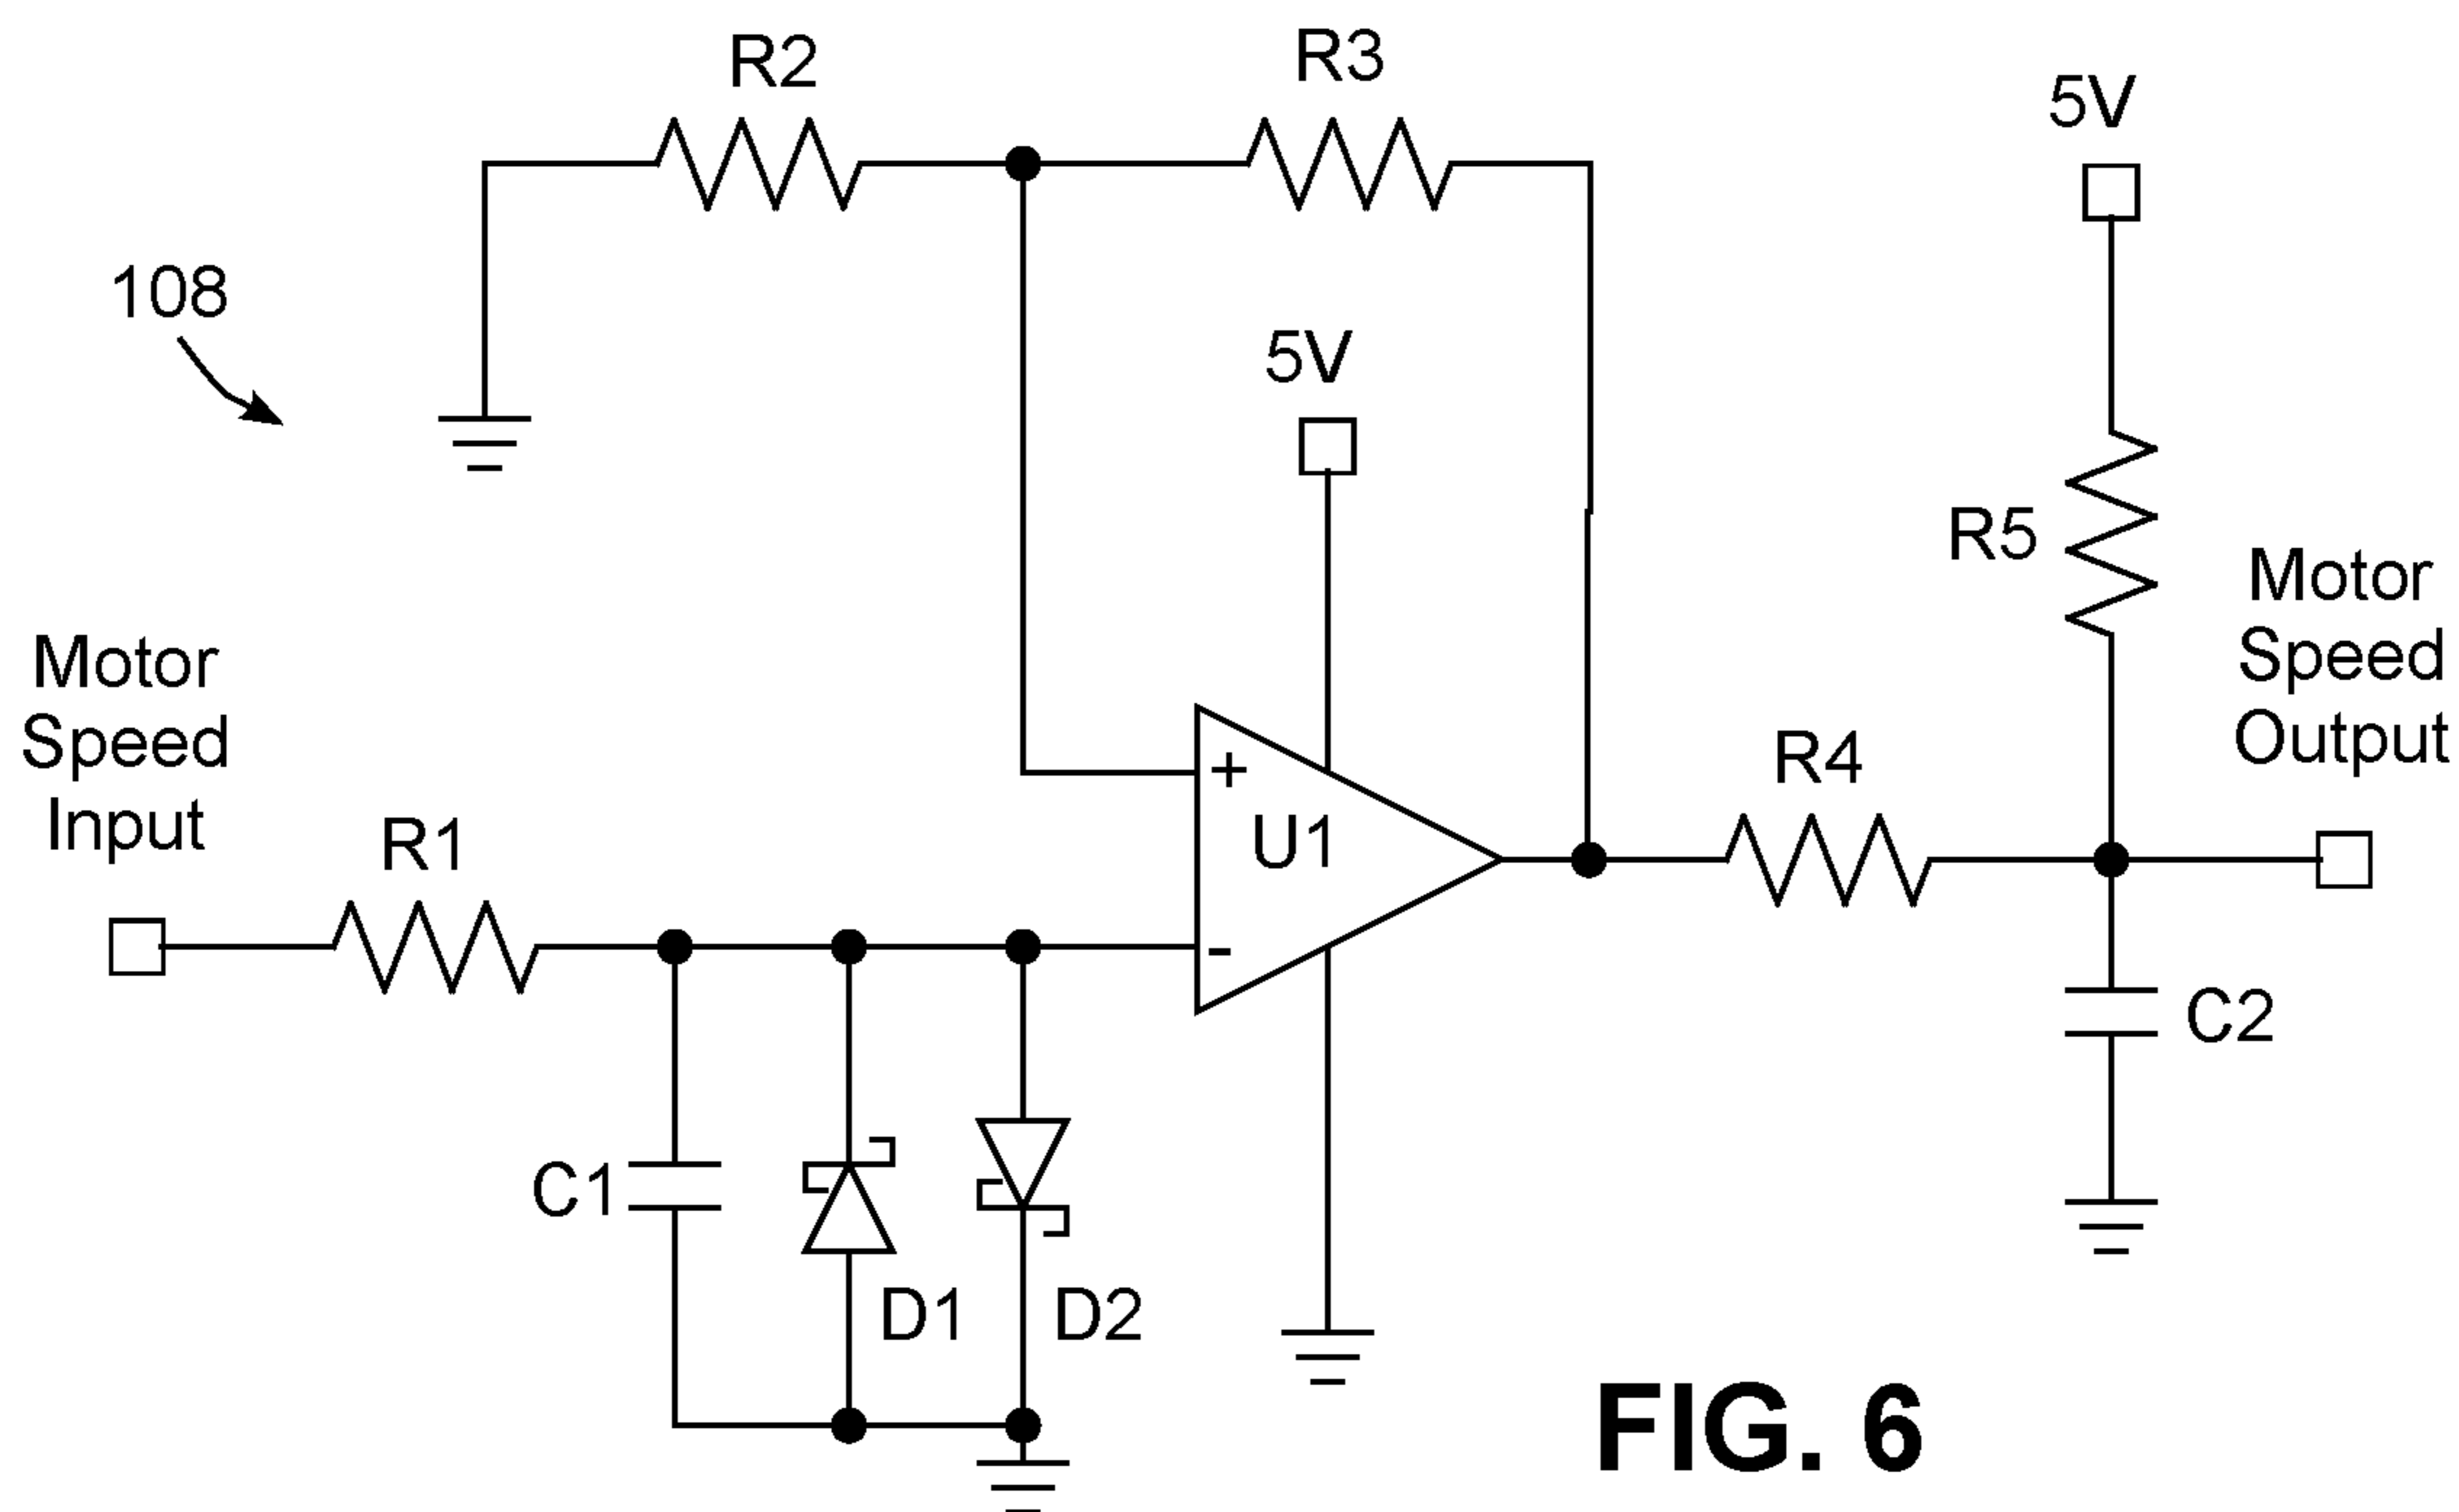 R2
R3
5V
108
5V
R5
Motor
Speed
Output
Motor
Speed
Input
R1
+
U1
-
R4
C2
C1
D1
D2
FIG. 6